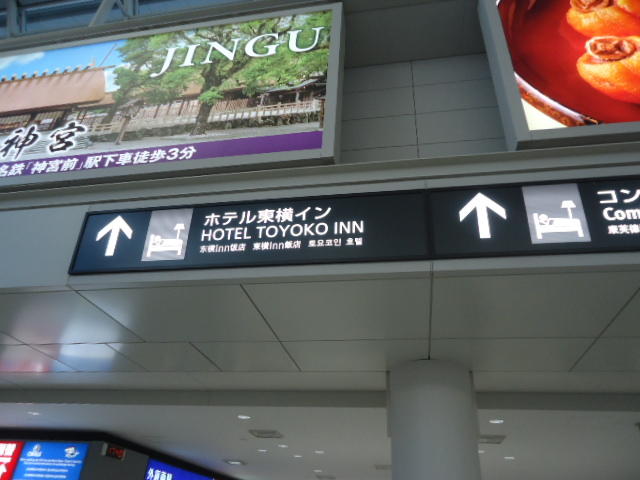 JINGU
神宮
名鉄「神宮前」駅下車徒歩3分
ホテル東横イン
HOTEL TOYOKO INN
东横inn饭店 東横inn飯店 토요코인 호텔
コン
Com